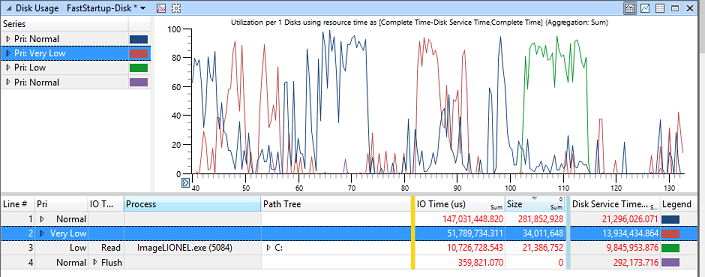 Disk Usage FastStartup-Disk *
Series
Pri: Normal
Pri: Very Low
Pri: Low
Pri: Normal
Utilization per 1 Disks using resource time as [Complete Time-Disk Service Time,Complete Time] (Aggregation: Sum)
100
80
60
40
20
0
40 50 60 70 80 90 100 110 120 130
Line # Pri IO T... Process Path Tree IO Time (us) Sum Size Sum Disk Service Time... S... Legend
1 Normal 147,031,448.820 281,852,928 21,296,026.071
2 Very Low 51,789,734.311 34,011,648 13,934,434.864
3 Low Read ImageLIONEL.exe (5084) C: 10,726,728.543 21,386,752 9,845,953.876
4 Normal Flush 359,821.070 0 292,173.716